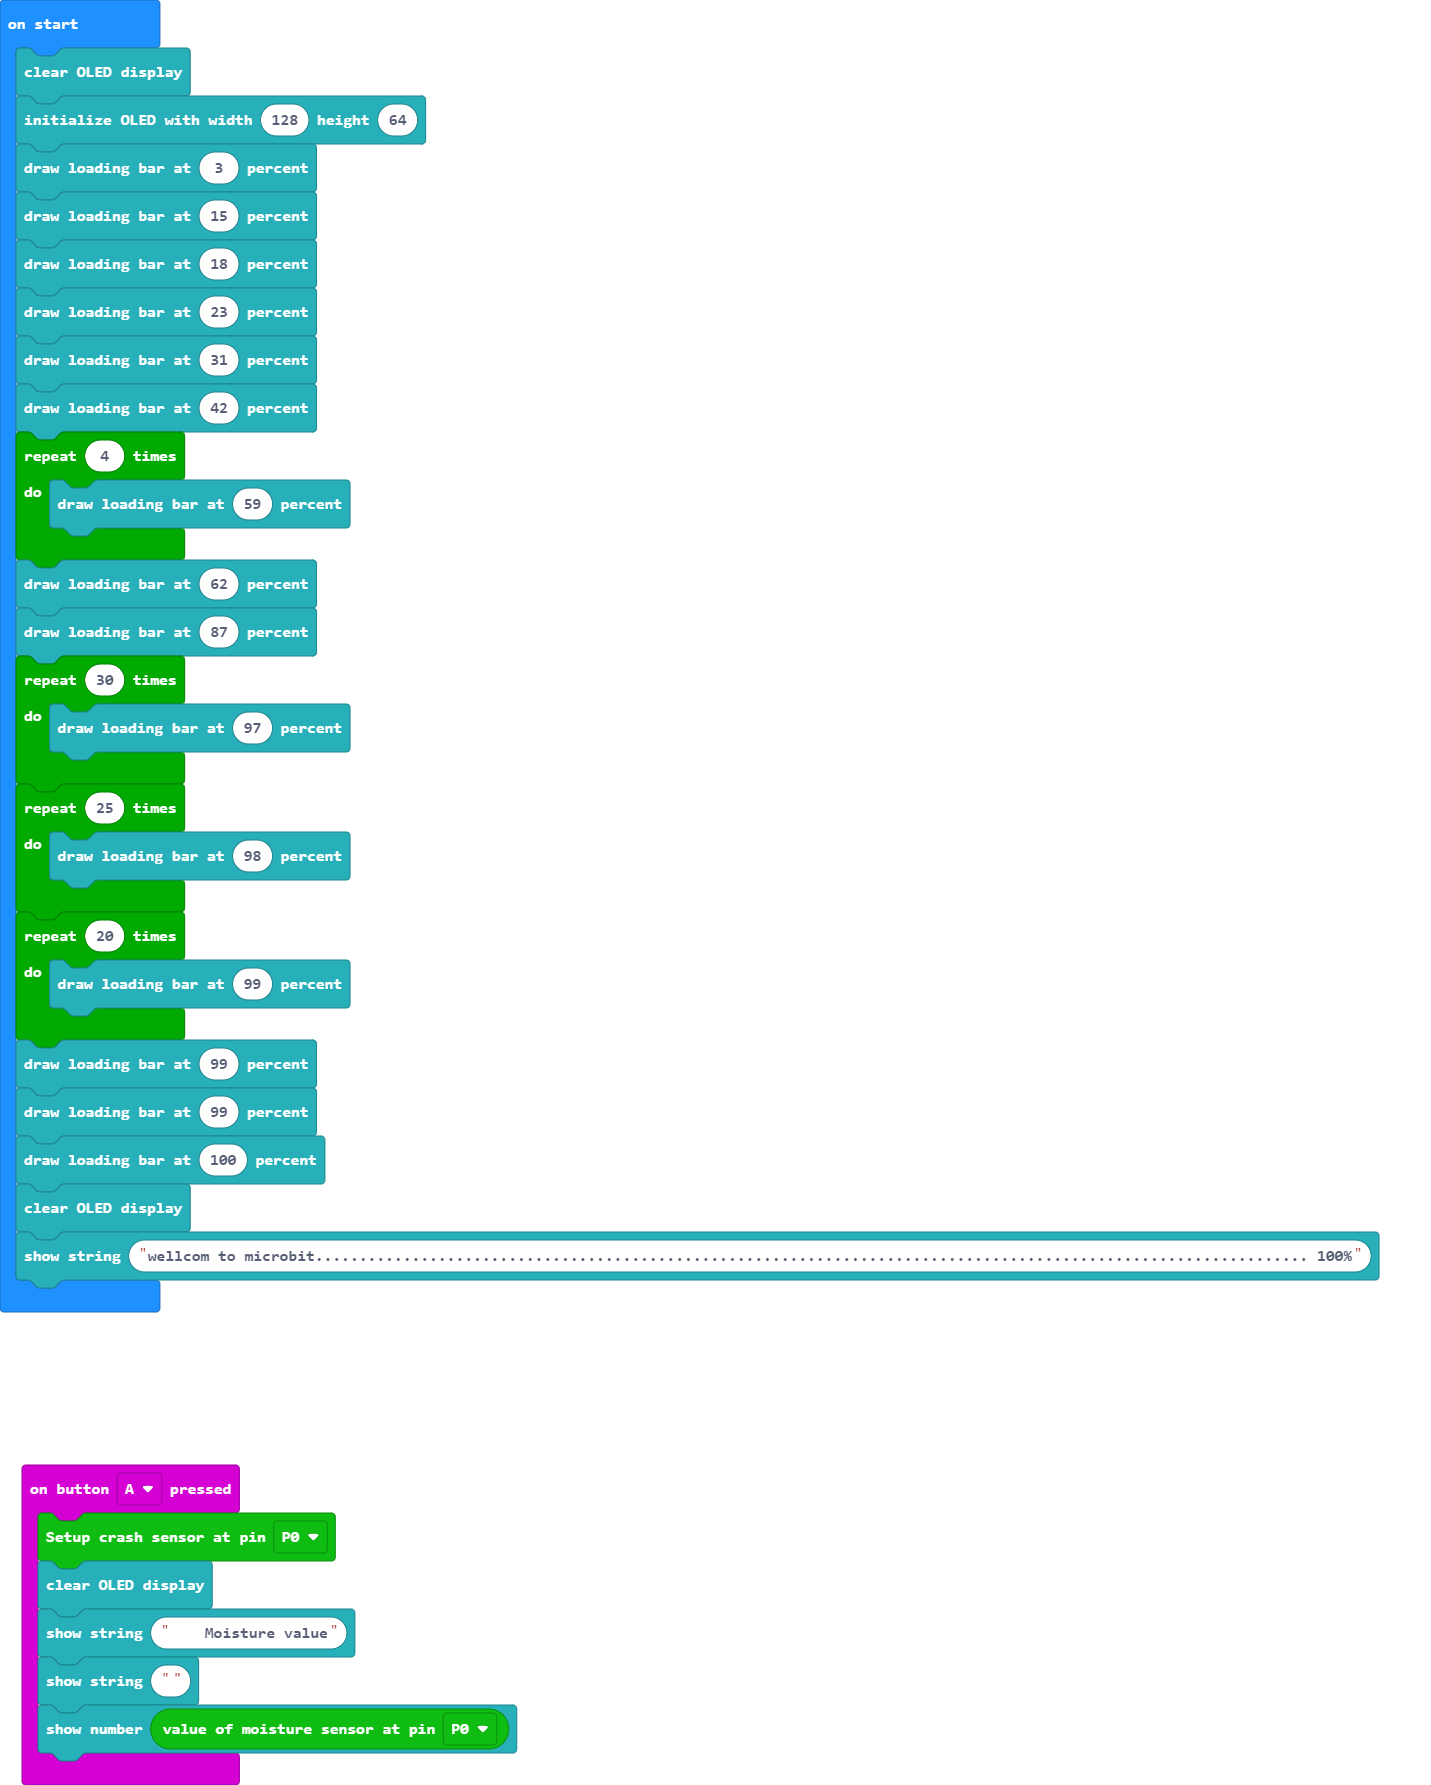 on start
clear OLED display
initialize OLED with width 128 height 64
draw loading bar at 3 percent
draw loading bar at 15 percent
draw loading bar at 18 percent
draw loading bar at 23 percent
draw loading bar at 31 percent
draw loading bar at 42 percent
repeat 4 times
do
draw loading bar at 59 percent
draw loading bar at 62 percent
draw loading bar at 87 percent
repeat 30 times
do
draw loading bar at 97 percent
repeat 25 times
do
draw loading bar at 98 percent
repeat 20 times
do
draw loading bar at 99 percent
draw loading bar at 99 percent
draw loading bar at 99 percent
draw loading bar at 100 percent
clear OLED display
show string "wellcom to microbit................................................................................................................ 100%"
on button A pressed
Setup crash sensor at pin P0
clear OLED display
show string "    Moisture value"
show string " "
show number value of moisture sensor at pin P0